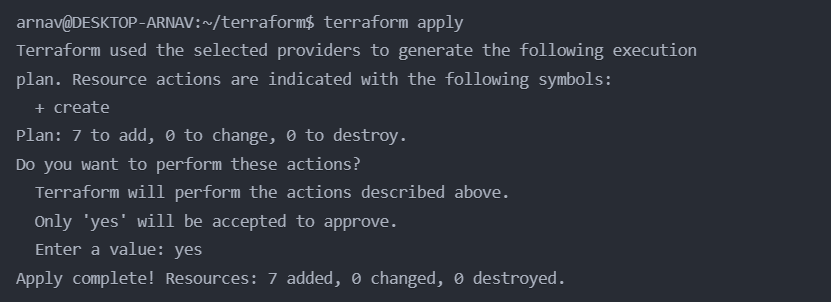 arnav@DESKTOP-ARNAV:~/terraform$ terraform apply
Terraform used the selected providers to generate the following execution
plan. Resource actions are indicated with the following symbols:
  + create
Plan: 7 to add, 0 to change, 0 to destroy.
Do you want to perform these actions?
  Terraform will perform the actions described above.
  Only 'yes' will be accepted to approve.
  Enter a value: yes
Apply complete! Resources: 7 added, 0 changed, 0 destroyed.